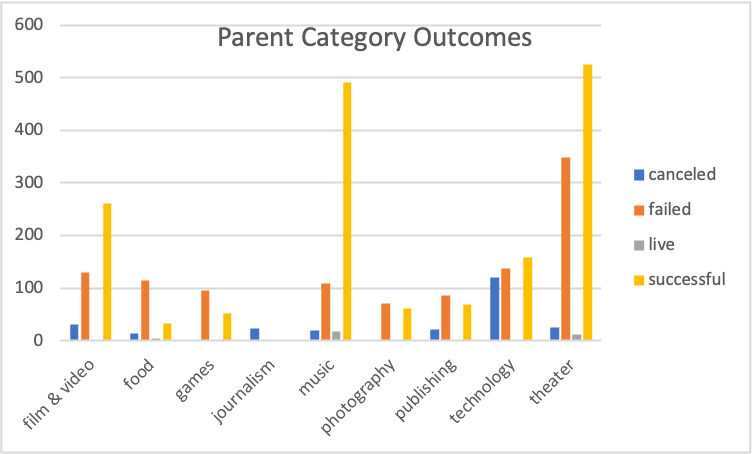 Parent Category Outcomes
600
500
400
300
200
100
0
film & video
food
games
journalism
music
photography
publishing
technology
theater
canceled
failed
live
successful